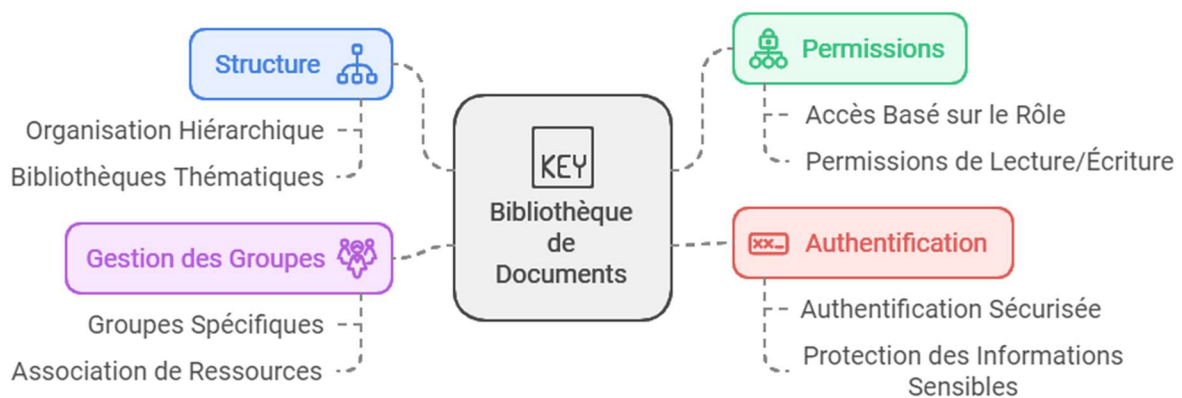 Structure
Organisation Hiérarchique
Bibliothèques Thématiques
Gestion des Groupes
Groupes Spécifiques
Association de Ressources
KEY
Bibliothèque
de
Documents
Permissions
Accès Basé sur le Rôle
Permissions de Lecture/Écriture
xx_
Authentification
Authentification Sécurisée
Protection des Informations
Sensibles